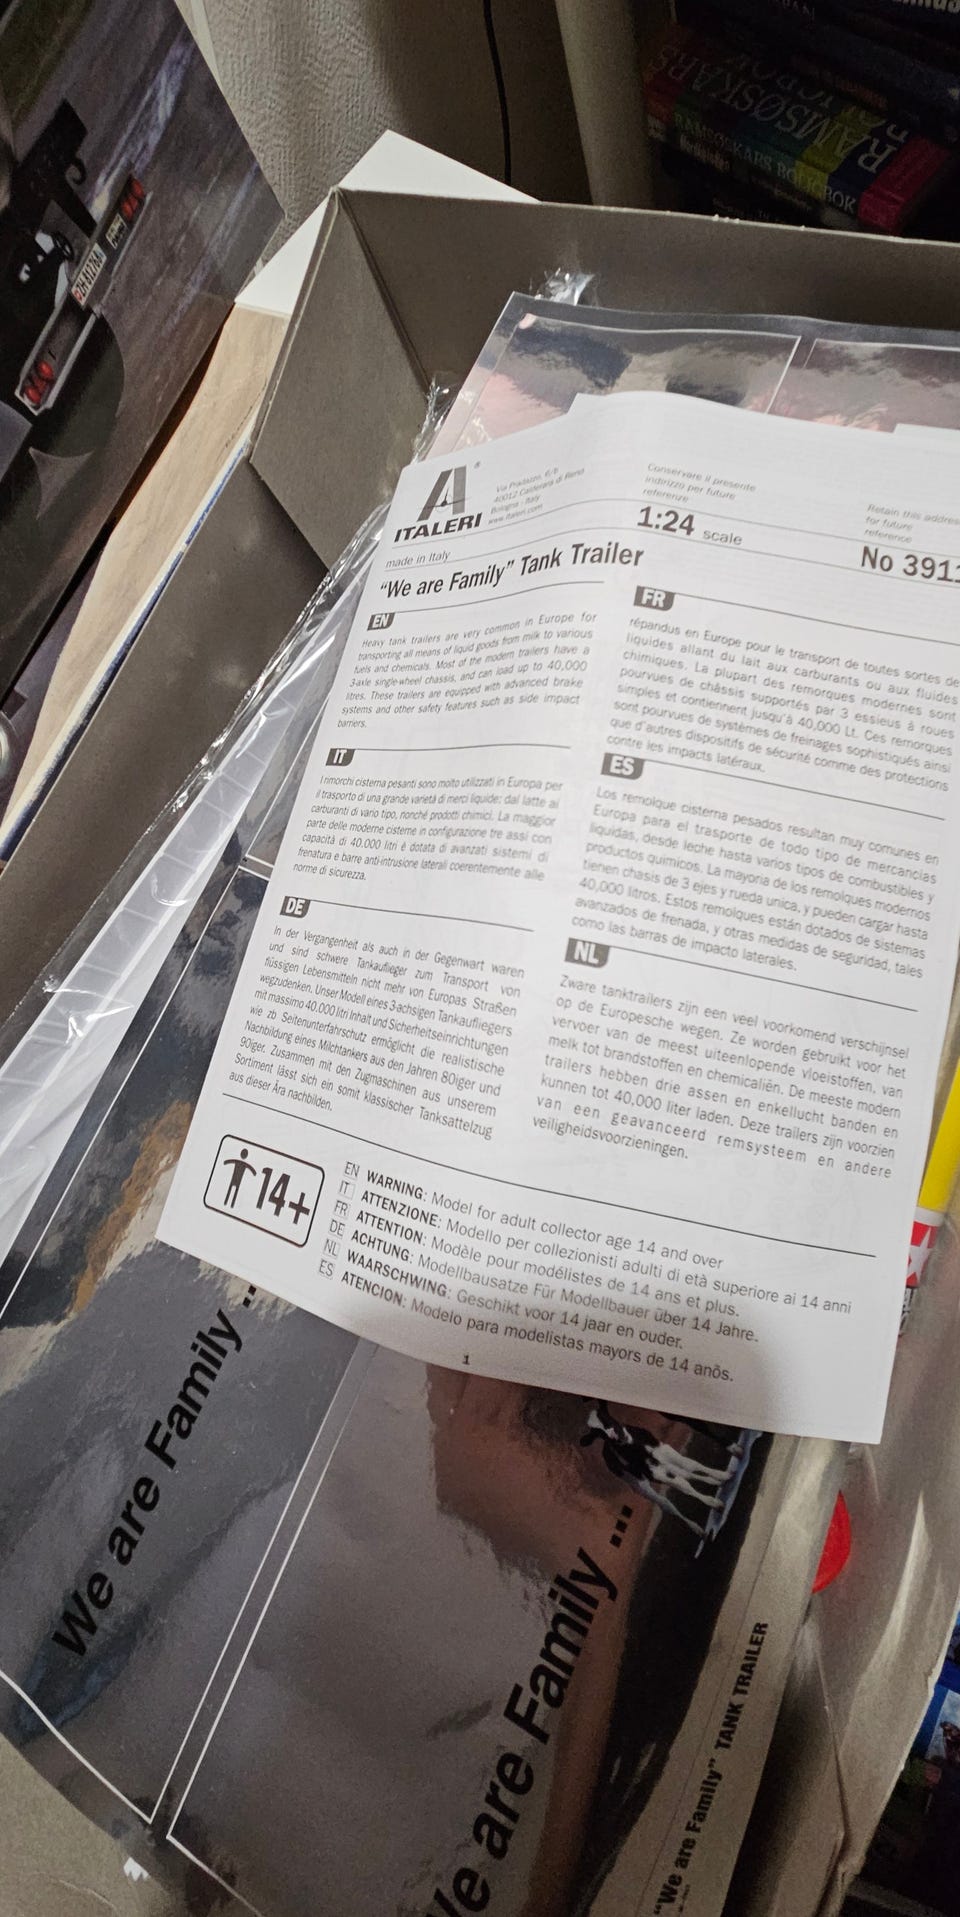 RAMSØSKARS
RAMSØSKARS BOLIGBOK
ITALERI
Via Pradazzo, 6/b
40012 Calderara di Reno
Bologna - Italy
www.italeri.com
Conservare il presente
indirizzo per future
referenze
Retain this address
for future
reference
made in Italy
1:24 scale
No 3911
"We are Family" Tank Trailer
EN
Heavy tank trailers are very common in Europe for
transporting all means of liquid goods from milk to various
fuels and chemicals. Most of the modern trailers have a
3-axle single-wheel chassis, and can load up to 40,000
litres. These trailers are equipped with advanced brake
systems and other safety features such as side impact
barriers.
IT
I rimorchi cisterna pesanti sono molto utilizzati in Europa per
il trasporto di una grande varietà di merci liquide: dal latte ai
carburanti di vario tipo, nonché prodotti chimici. La maggior
parte delle moderne cisterne in configurazione tre assi con
capacità di 40.000 litri è dotata di avanzati sistemi di
frenatura e barre anti-intrusione laterali coerentemente alle
norme di sicurezza.
DE
In der Vergangenheit als auch in der Gegenwart waren
und sind schwere Tankauflieger zum Transport von
flüssigen Lebensmitteln nicht mehr von Europas Straßen
wegzudenken. Unser Modell eines 3-achsigen Tankaufliegers
mit massimo 40.000 litri Inhalt und Sicherheitseinrichtungen
wie zb Seitenunterfahrschutz ermöglicht die realistische
Nachbildung eines Milchtankers aus den Jahren 80iger und
90iger. Zusammen mit den Zugmaschinen aus unserem
Sortiment lässt sich ein somit klassischer Tanksattelzug
aus dieser Ära nachbilden.
FR
répandus en Europe pour le transport de toutes sortes de
liquides allant du lait aux carburants ou aux fluides
chimiques. La plupart des remorques modernes sont
pourvues de châssis supportés par 3 essieus à roues
simples et contiennent jusqu'à 40,000 Lt. Ces remorques
sont pourvues de systèmes de freinages sophistiqués ainsi
que d'autres dispositifs de sécurité comme des protections
contre les impacts latéraux.
ES
Los remolque cisterna pesados resultan muy comunes en
Europa para el trasporte de todo tipo de mercancias
liquidas, desde leche hasta varios tipos de combustibles y
productos quimicos. La mayoria de los remolques modernos
tienen chasis de 3 ejes y rueda unica, y pueden cargar hasta
40,000 litros. Estos remolques están dotados de sistemas
avanzados de frenada, y otras medidas de seguridad, tales
como las barras de impacto laterales.
NL
Zware tanktrailers zijn een veel voorkomend verschijnsel
op de Europesche wegen. Ze worden gebruikt voor het
vervoer van de meest uiteenlopende vloeistoffen, van
melk tot brandstoffen en chemicaliën. De meeste modern
trailers hebben drie assen en enkellucht banden en
kunnen tot 40,000 liter laden. Deze trailers zijn voorzien
van een geavanceerd remsysteem en andere
veiligheidsvoorzieningen.
14+
EN WARNING: Model for adult collector age 14 and over
IT ATTENZIONE: Modello per collezionisti adulti di età superiore ai 14 anni
FR ATTENTION: Modèle pour modélistes de 14 ans et plus.
DE ACHTUNG: Modellbausatze Für Modellbauer über 14 Jahre.
NL WAARSCHWING: Geschikt voor 14 jaar en ouder.
ES ATENCION: Modelo para modelistas mayores de 14 anõs.
1
We are Family ...
We are Family ...
"We are Family" TANK TRAILER